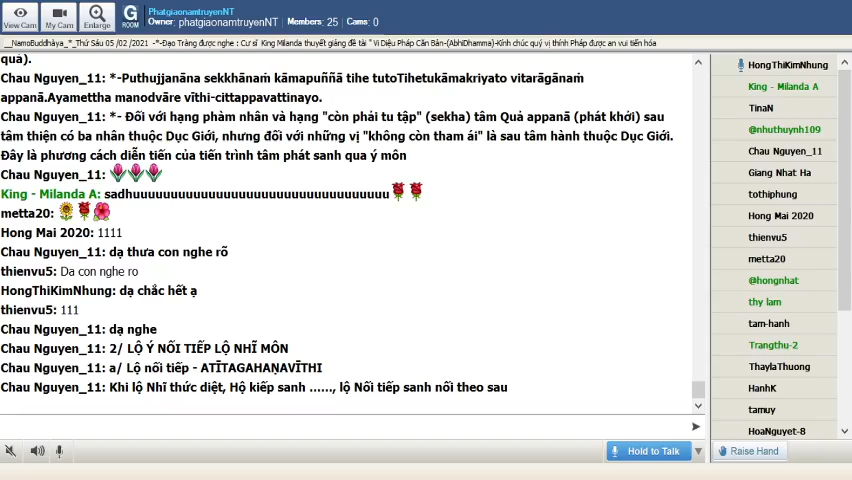 View Cam
My Cam
Enlarge
G
ROOM
PhatgiaonamtruyenNT
Owner: phatgiaonamtruyenNT Members: 25 Cams: 0
__NamoBuddhàya_*_Thứ Sáu 05 /02 /2021 -*-Đạo Tràng được nghe : Cư sĩ King Milanda thuyết giảng đề tài " Vi Diệu Pháp Căn Bản-{AbhiDhamma}-Kính chúc quý vị thính Pháp được an vui tiến hóa
quả).
Chau Nguyen_11: *-Puthujjanāna sekkhānaṁ kāmapuññā tihe tutoTihetukāmakriyato vitarāgānaṁ
appanā.Ayamettha manodvāre vīthi-cittappavattinayo.
Chau Nguyen_11: *- Đối với hạng phàm nhân và hạng "còn phải tu tập" (sekha) tâm Quả appanā (phát khởi) sau
tâm thiện có ba nhân thuộc Dục Giới, nhưng đối với những vị "không còn tham ái" là sau tâm hành thuộc Dục Giới.
Đây là phương cách diễn tiến của tiến trình tâm phát sanh qua ý môn
Chau Nguyen_11:
King - Milanda A: sadhuuuuuuuuuuuuuuuuuuuuuuuuuuuuuuuuuu
metta20:
Hong Mai 2020: 1111
Chau Nguyen_11: dạ thưa con nghe rõ
thienvu5: Dạ con nghe ro
HongThiKimNhung: dạ chắc hết ạ
thienvu5: 111
Chau Nguyen_11: dạ nghe
Chau Nguyen_11: 2/ LỘ Ý NỐI TIẾP LỘ NHĨ MÔN
Chau Nguyen_11: a/ Lộ nối tiếp - ATĪTAGAHAṆAVĪTHI
Chau Nguyen_11: Khi lộ Nhĩ thức diệt, Hộ kiếp sanh ......, lộ Nối tiếp sanh nối theo sau
Hold to Talk
HongThiKimNhung
King - Milanda A
TinaN
@nhuthuynh109
Chau Nguyen_11
Giang Nhat Ha
tothiphung
Hong Mai 2020
thienvu5
metta20
@hongnhat
thy lam
tam-hanh
Trangthu-2
ThaylaThuong
HanhK
tamuy
HoaNguyet-8
Raise Hand